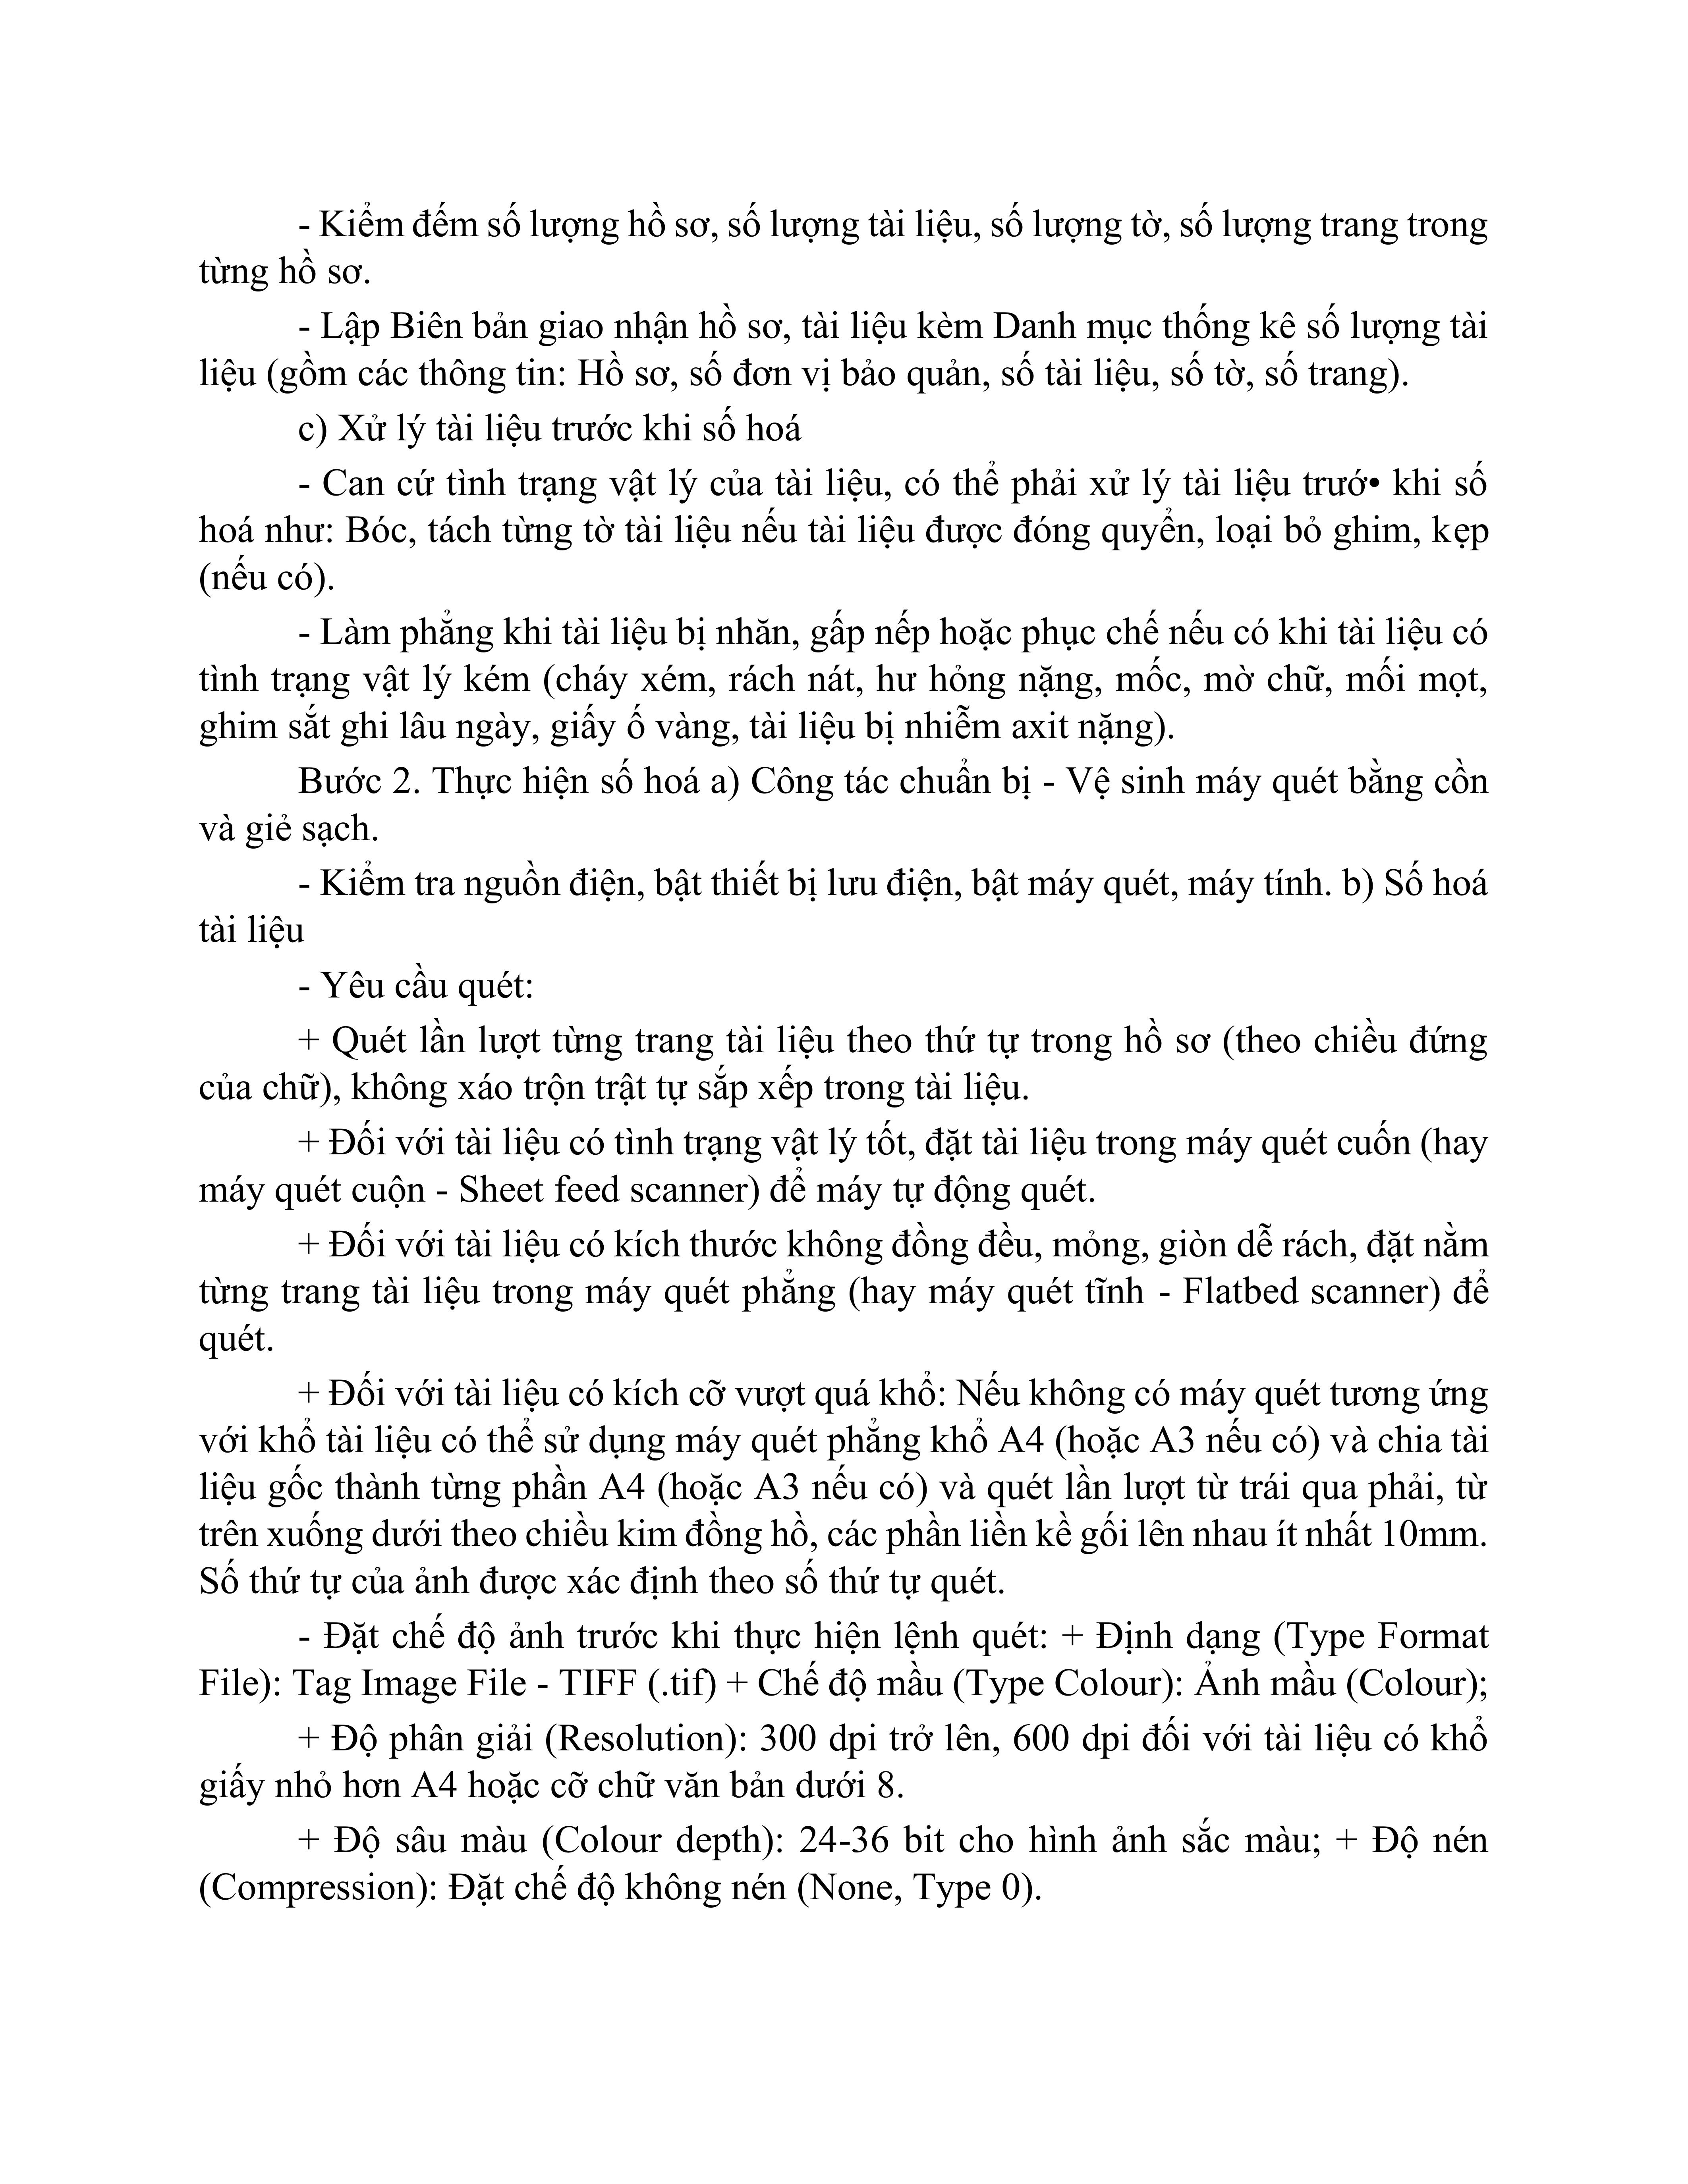 - Kiểm đếm số lượng hồ sơ, số lượng tài liệu, số lượng tờ, số lượng trang trong
từng hồ sơ.
- Lập Biên bản giao nhận hồ sơ, tài liệu kèm Danh mục thống kê số lượng tài
liệu (gồm các thông tin: Hồ sơ, số đơn vị bảo quản, số tài liệu, số tờ, số trang).
c) Xử lý tài liệu trước khi số hoá
- Can cứ tình trạng vật lý của tài liệu, có thể phải xử lý tài liệu trướ• khi số
hoá như: Bóc, tách từng tờ tài liệu nếu tài liệu được đóng quyển, loại bỏ ghim, kẹp
(nếu có).
- Làm phẳng khi tài liệu bị nhăn, gấp nếp hoặc phục chế nếu có khi tài liệu có
tình trạng vật lý kém (cháy xém, rách nát, hư hỏng nặng, mốc, mờ chữ, mối mọt,
ghim sắt ghi lâu ngày, giấy ố vàng, tài liệu bị nhiễm axit nặng).
Bước 2. Thực hiện số hoá a) Công tác chuẩn bị - Vệ sinh máy quét bằng cồn
và giẻ sạch.
- Kiểm tra nguồn điện, bật thiết bị lưu điện, bật máy quét, máy tính. b) Số hoá
tài liệu
- Yêu cầu quét:
+ Quét lần lượt từng trang tài liệu theo thứ tự trong hồ sơ (theo chiều đứng
của chữ), không xáo trộn trật tự sắp xếp trong tài liệu.
+ Đối với tài liệu có tình trạng vật lý tốt, đặt tài liệu trong máy quét cuốn (hay
máy quét cuộn - Sheet feed scanner) để máy tự động quét.
+ Đối với tài liệu có kích thước không đồng đều, mỏng, giòn dễ rách, đặt nằm
từng trang tài liệu trong máy quét phẳng (hay máy quét tĩnh - Flatbed scanner) để
quét.
+ Đối với tài liệu có kích cỡ vượt quá khổ: Nếu không có máy quét tương ứng
với khổ tài liệu có thể sử dụng máy quét phẳng khổ A4 (hoặc A3 nếu có) và chia tài
liệu gốc thành từng phần A4 (hoặc A3 nếu có) và quét lần lượt từ trái qua phải, từ
trên xuống dưới theo chiều kim đồng hồ, các phần liền kề gối lên nhau ít nhất 10mm.
Số thứ tự của ảnh được xác định theo số thứ tự quét.
- Đặt chế độ ảnh trước khi thực hiện lệnh quét: + Định dạng (Type Format
File): Tag Image File - TIFF (.tif) + Chế độ mầu (Type Colour): Ảnh mầu (Colour);
+ Độ phân giải (Resolution): 300 dpi trở lên, 600 dpi đối với tài liệu có khổ
giấy nhỏ hơn A4 hoặc cỡ chữ văn bản dưới 8.
+ Độ sâu màu (Colour depth): 24-36 bit cho hình ảnh sắc màu; + Độ nén
(Compression): Đặt chế độ không nén (None, Type 0).